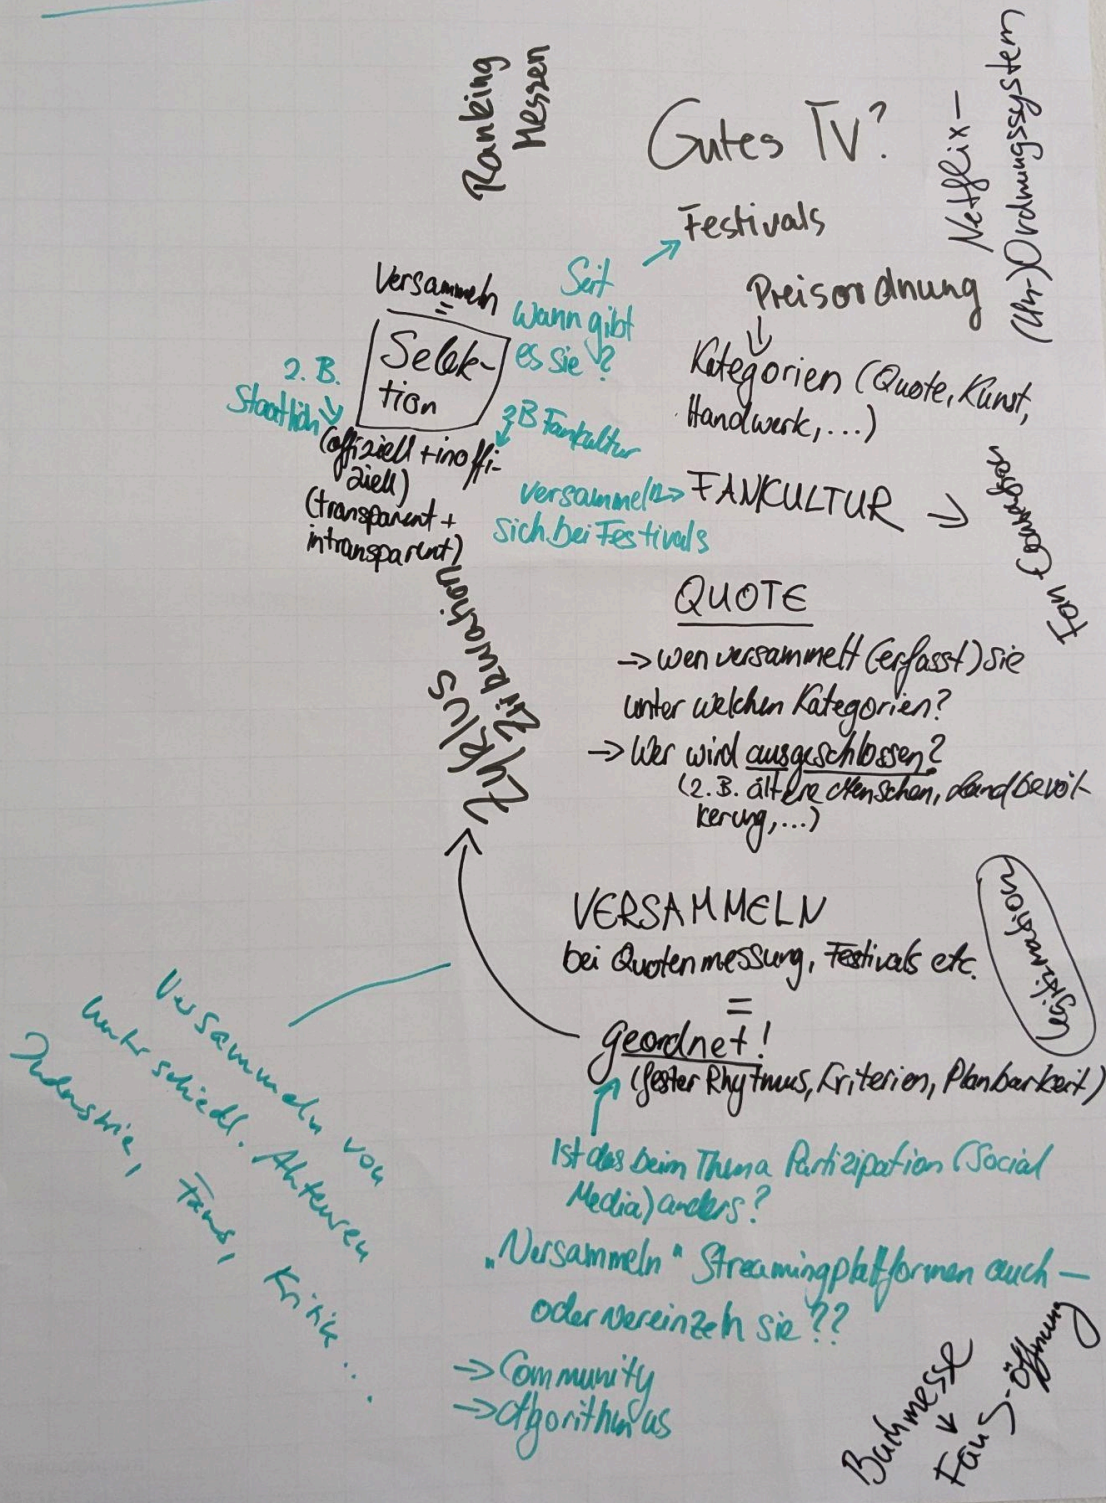 Ranking
Messen
Gutes TV?
Netflix–
(Un-)Ordnungssystem
Festivals
Versammeln
=
Selek-
tion
Seit
wann gibt
es sie?
Preisordnung
Kategorien (Quote, Kunst,
Handwerk, ...)
z. B.
Staatlich
(offiziell + inoffi-
ziell)
(transparent +
intransparent)
zB Fankultur
versammeln
sich bei Festivals
FANKULTUR
Fan
QUOTE
→ wen versammelt (erfasst) sie
unter welchen Kategorien?
→ Wer wird ausgeschlossen?
(z. B. ältere Menschen, Landbevöl-
kerung, ...)
Zyklus
Zirkulation
VERSAMMELN
bei Quotenmessung, Festivals etc.
=
geordnet!
(fester Rhythmus, Kriterien, Planbarkeit)
Legitimation
Versammeln von
unterschiedl. Akteuren
Industrie, Fans, Kritik...
Ist das beim Thema Partizipation (Social
Media) anders?
"Versammeln" Streamingplattformen auch –
oder vereinzeln sie??
→ Community
→ Algorithmus
Buchmesse
Fans-Öffnung